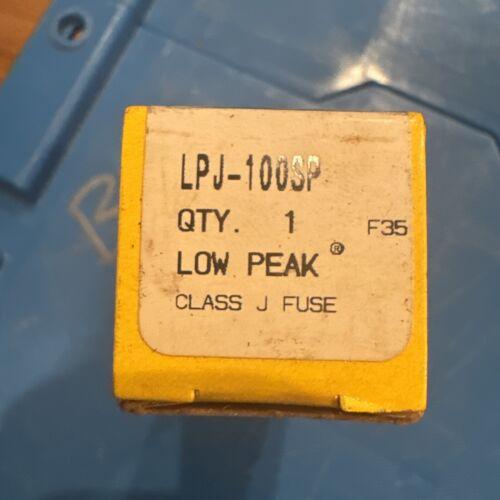 LPJ-100SP
QTY. 1 F35
LOW PEAK®
CLASS J FUSE